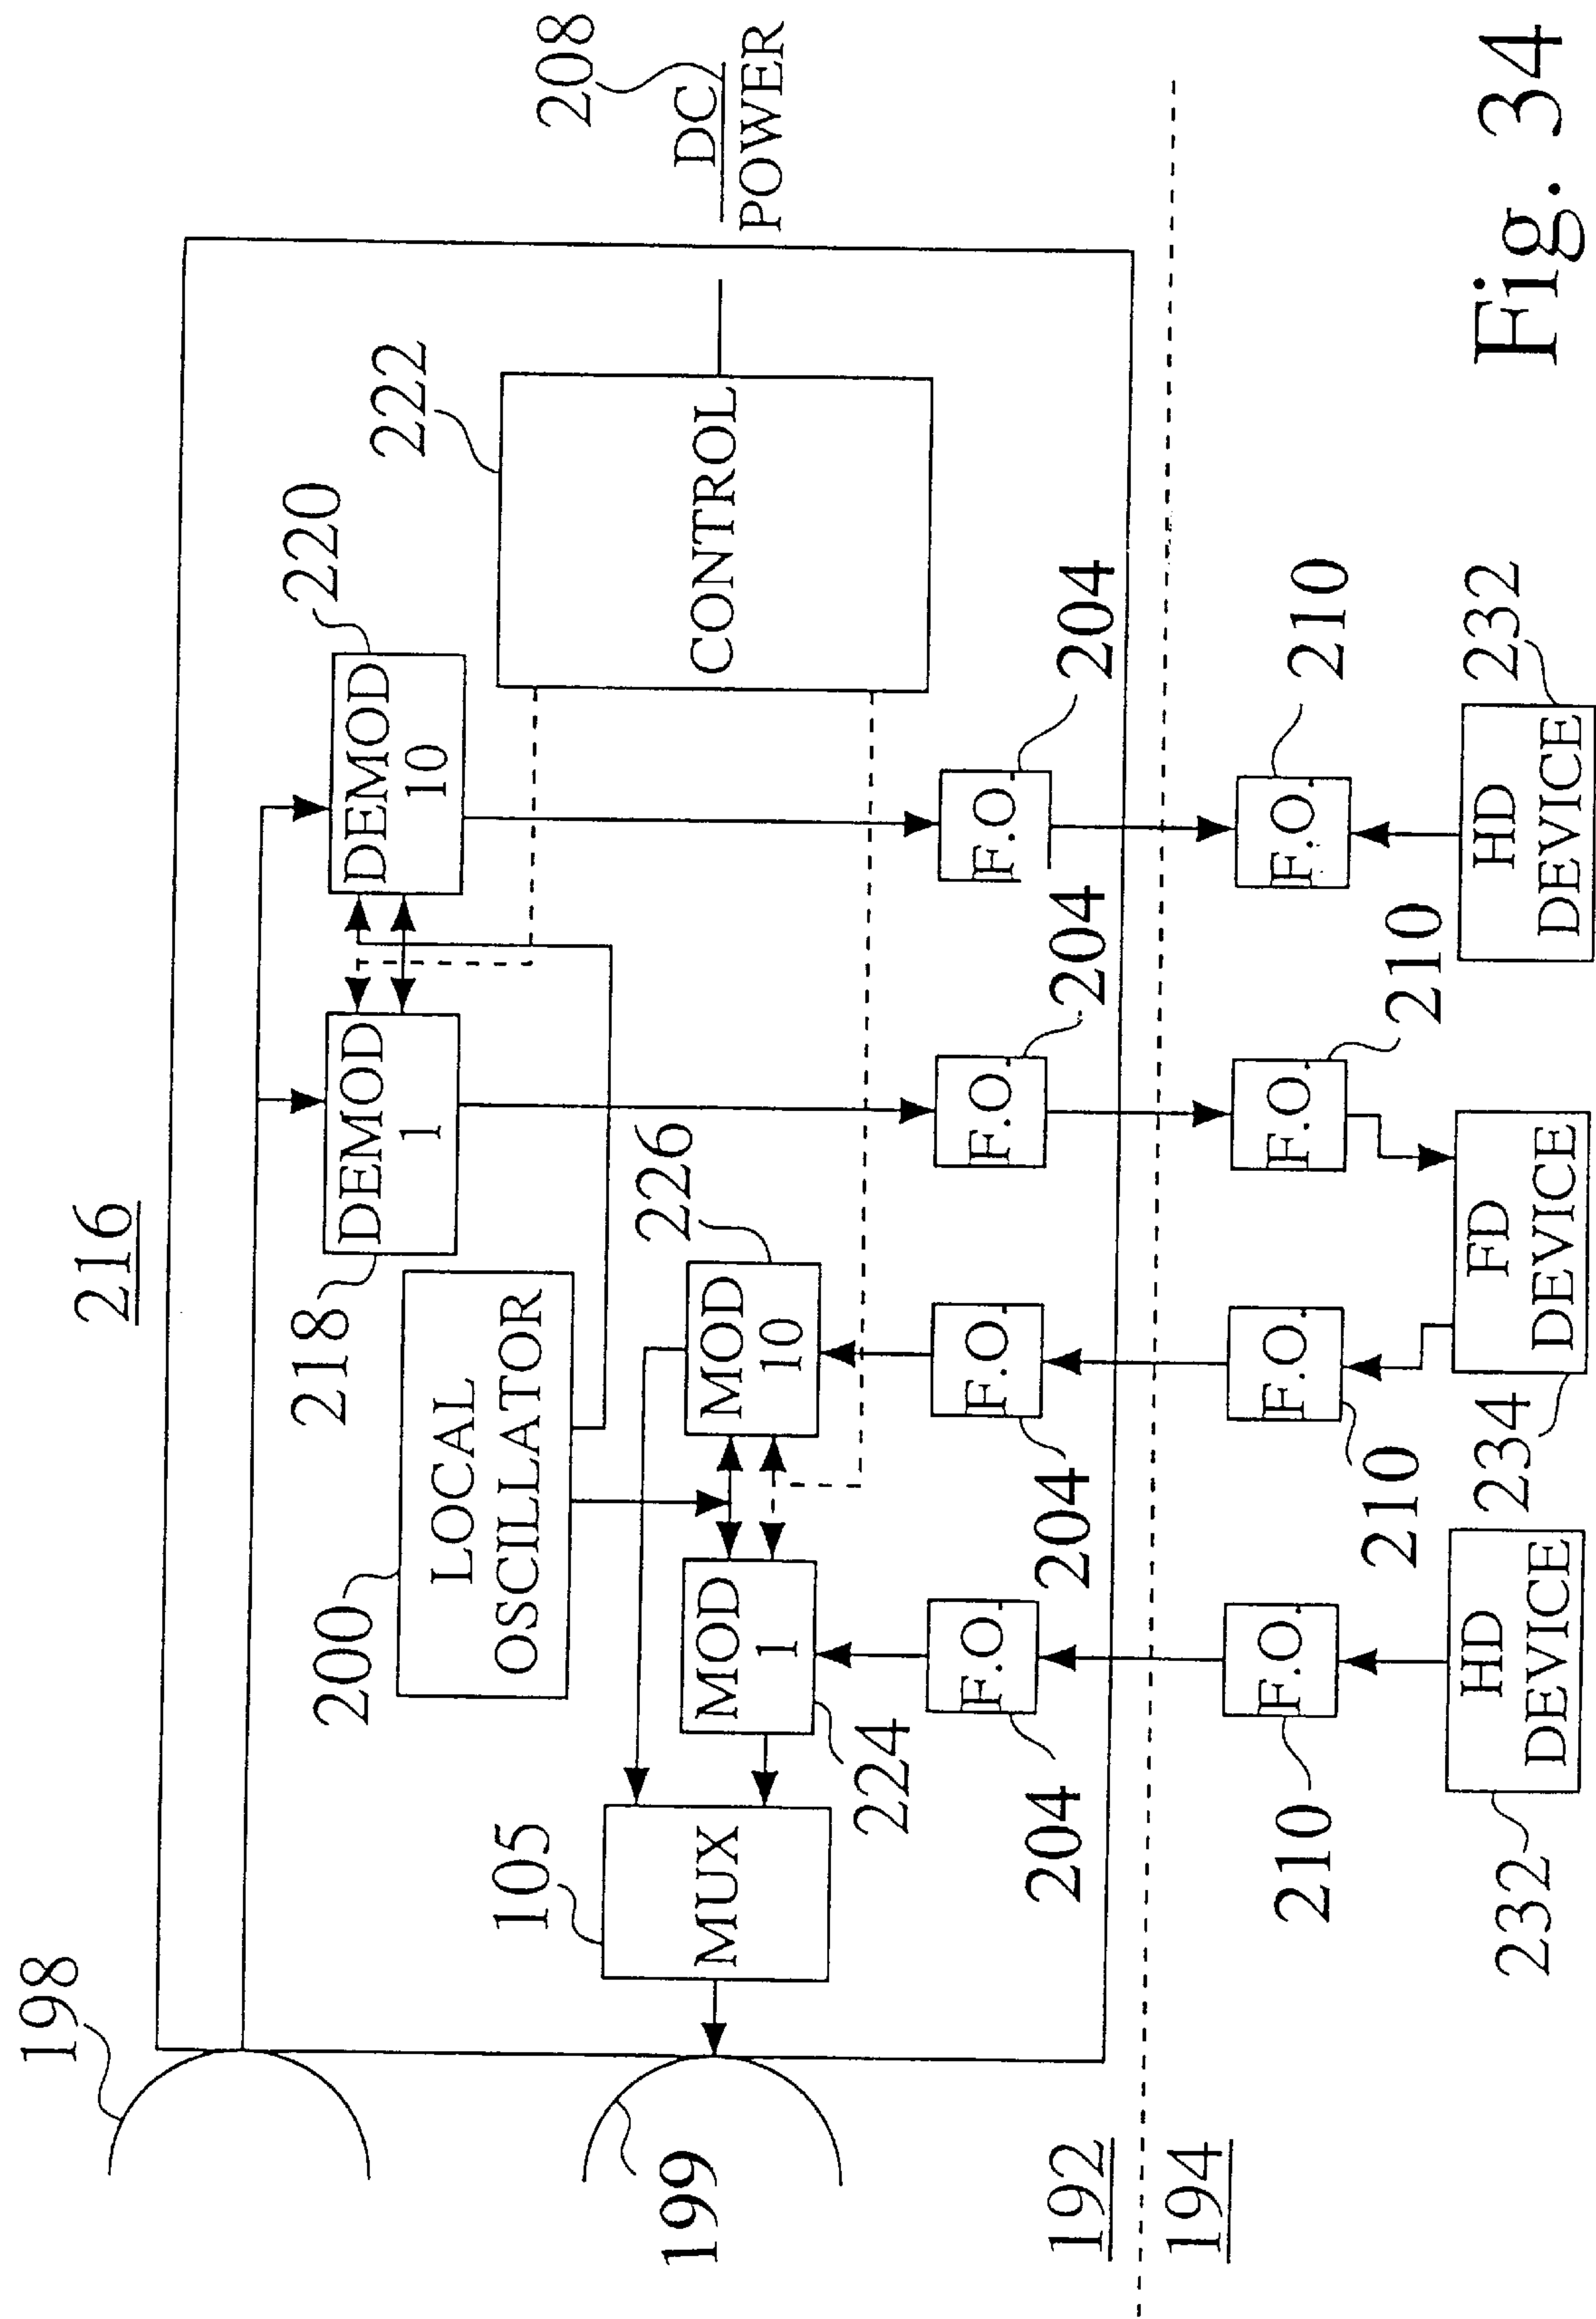 216
198
218
DEMOD
1
220
DEMOD
10
222
CONTROL
208
DC
POWER
200
LOCAL
OSCILLATOR
226
MOD
10
105
MUX
MOD
1
224
199
204
F.O.
204
F.O.
F.O.
204
F.O.
204
192
194
210
F.O.
210
F.O.
F.O.
210
F.O.
210
232
HD
DEVICE
234
FD
DEVICE
HD
DEVICE
232
Fig. 34